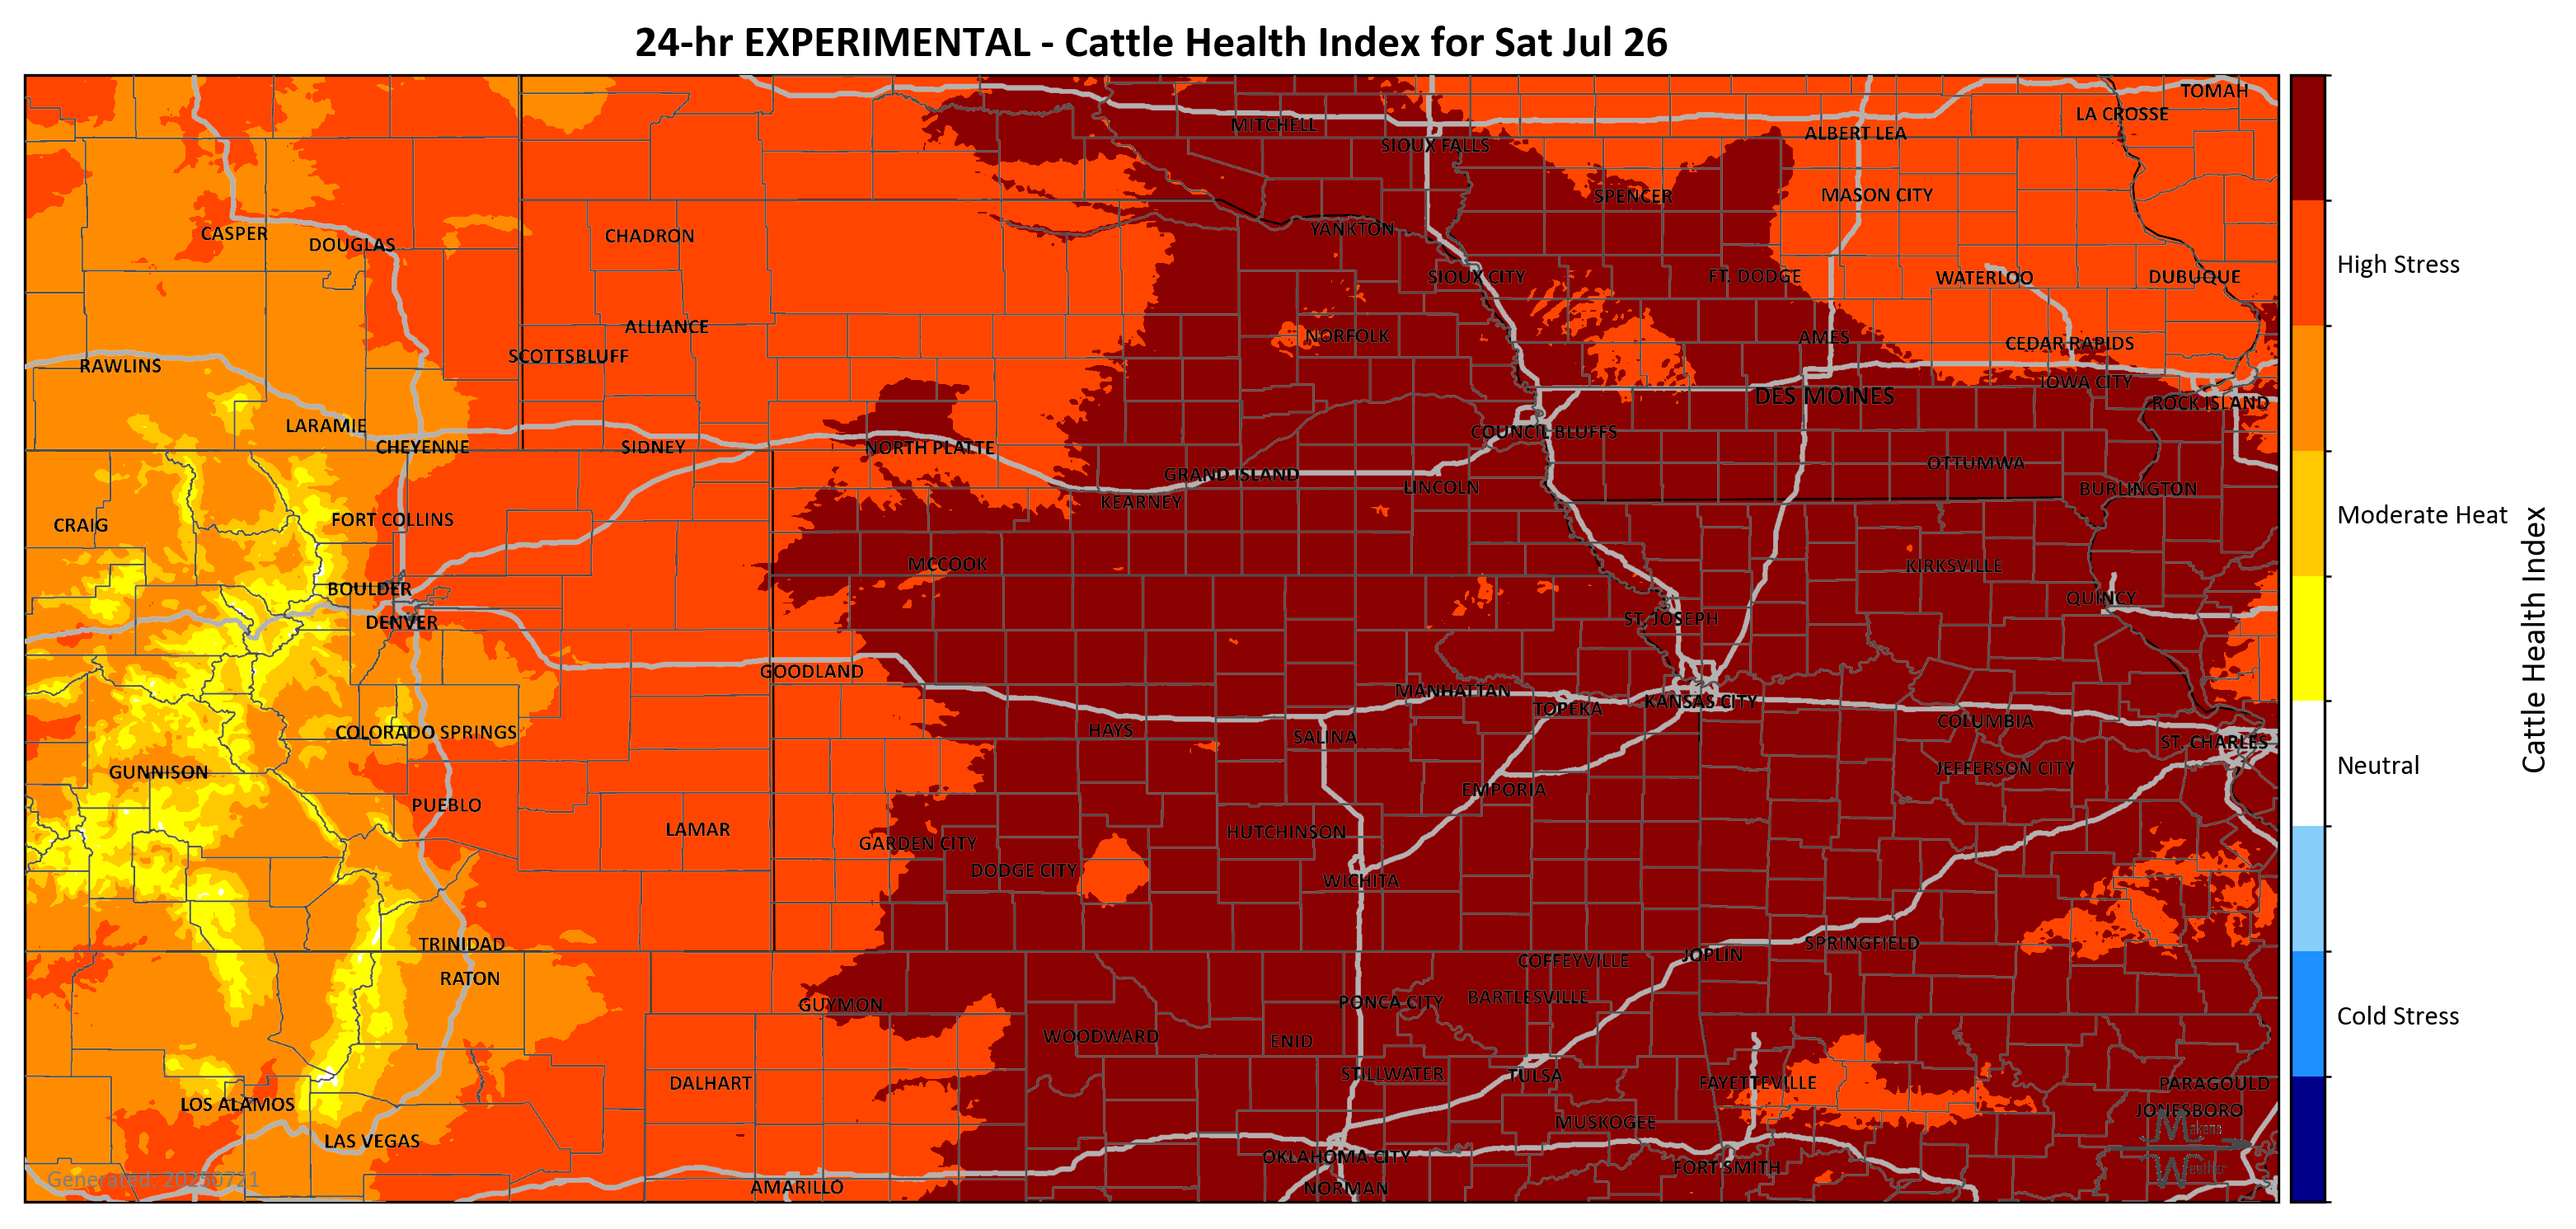 24-hr EXPERIMENTAL - Cattle Health Index for Sat Jul 26
TOMAH
LA CROSSE
MITCHELL
ALBERT LEA
SIOUX FALLS
SPENCER
MASON CITY
CASPER
DOUGLAS
CHADRON
YANKTON
SIOUX CITY
FT. DODGE
WATERLOO
DUBUQUE
High Stress
ALLIANCE
NORFOLK
AMES
CEDAR RAPIDS
SCOTTSBLUFF
RAWLINS
IOWA CITY
DES MOINES
ROCK ISLAND
LARAMIE
CHEYENNE
SIDNEY
NORTH PLATTE
COUNCIL BLUFFS
GRAND ISLAND
OTTUMWA
LINCOLN
BURLINGTON
KEARNEY
CRAIG
FORT COLLINS
Moderate Heat
MCCOOK
KIRKSVILLE
BOULDER
QUINCY
DENVER
ST. JOSEPH
Cattle Health Index
GOODLAND
MANHATTAN
TOPEKA
KANSAS CITY
COLUMBIA
COLORADO SPRINGS
HAYS
SALINA
ST. CHARLES
GUNNISON
JEFFERSON CITY
Neutral
PUEBLO
EMPORIA
LAMAR
GARDEN CITY
HUTCHINSON
DODGE CITY
WICHITA
TRINIDAD
SPRINGFIELD
JOPLIN
COFFEYVILLE
RATON
GUYMON
PONCA CITY
BARTLESVILLE
Cold Stress
WOODWARD
ENID
DALHART
STILLWATER
TULSA
FAYETTEVILLE
PARAGOULD
LOS ALAMOS
JONESBORO
MUSKOGEE
Makens
LAS VEGAS
OKLAHOMA CITY
FORT SMITH
Weather
Generated: 20250721
AMARILLO
NORMAN